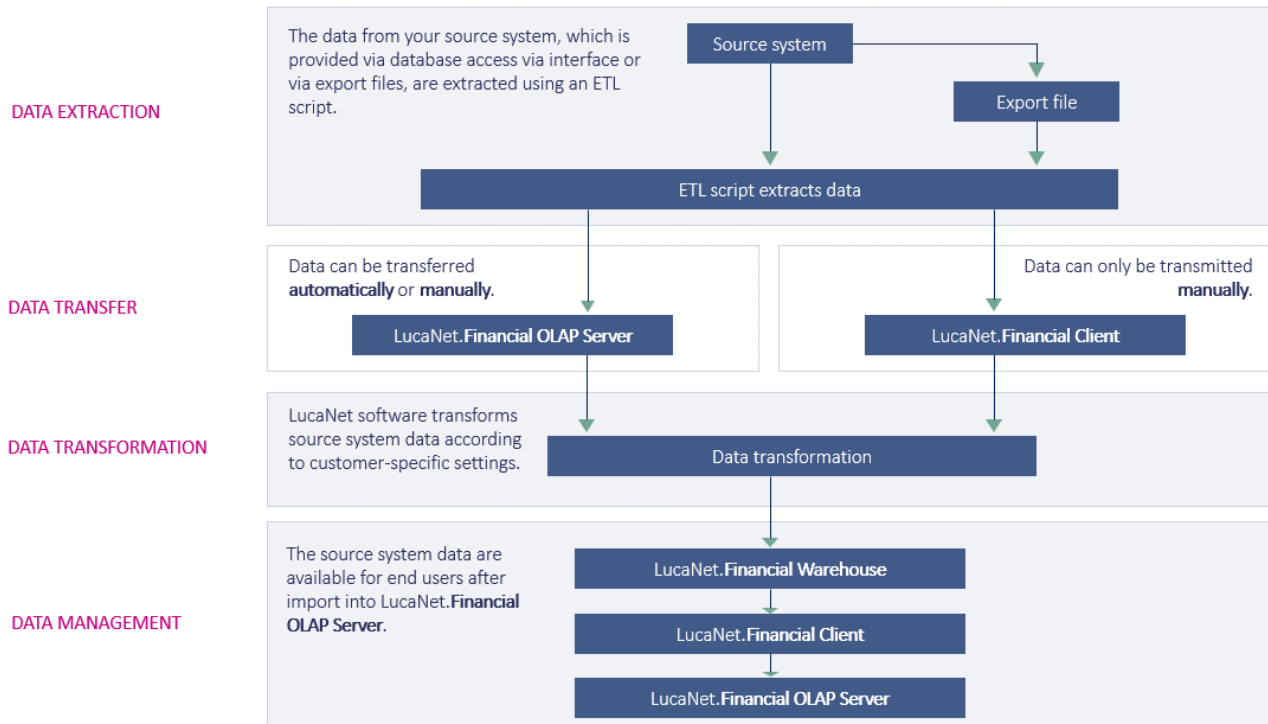 The data from your source system, which is
provided via database access via interface or
via export files, are extracted using an ETL
script.
Source system
Export file
DATA EXTRACTION
ETL script extracts data
Data can be transferred
automatically or manually.
Data can only be transmitted
manually.
DATA TRANSFER
LucaNet.Financial OLAP Server
LucaNet.Financial Client
LucaNet software transforms
source system data according
to customer-specific settings.
DATA TRANSFORMATION
Data transformation
The source system data are
available for end users after
import into LucaNet.Financial
OLAP Server.
DATA MANAGEMENT
LucaNet.Financial Warehouse
LucaNet.Financial Client
LucaNet.Financial OLAP Server